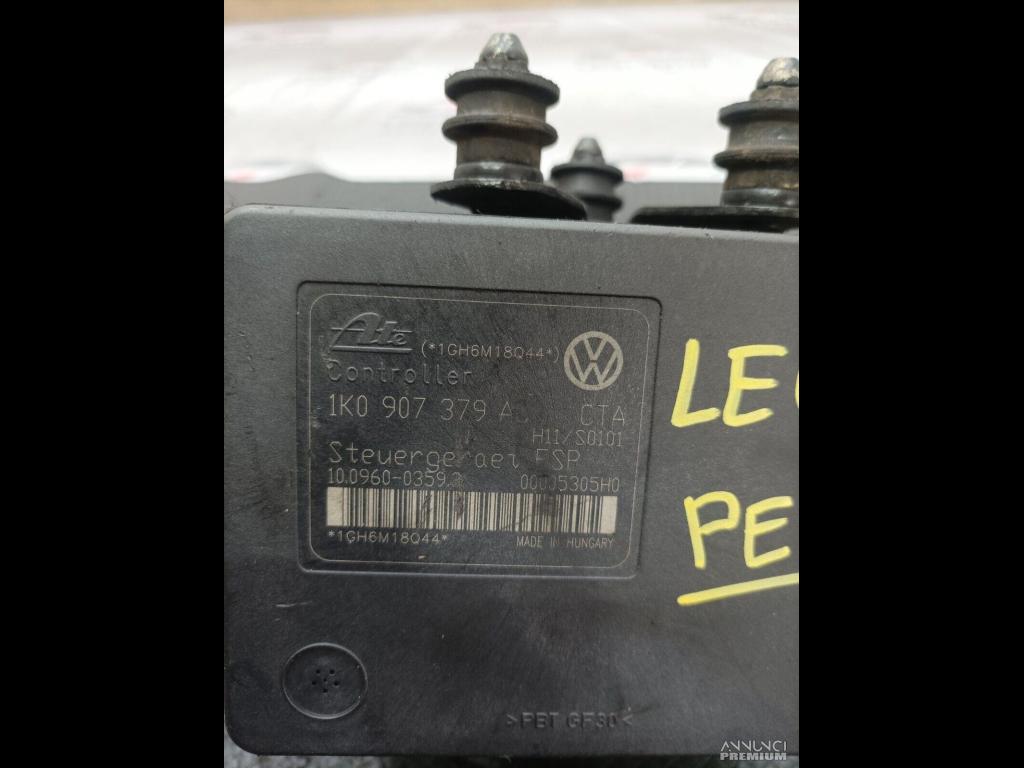 Ate (*1GH6M18Q44*)
Controller
1K0 907 379 CTA
H11/S0101
Steuergeraet ESP
10.0960-0359.
*1GH6M18Q44*
MADE IN HUNGARY
LE
PE
>PBT GF30<
ANNUNCI
PREMIUM